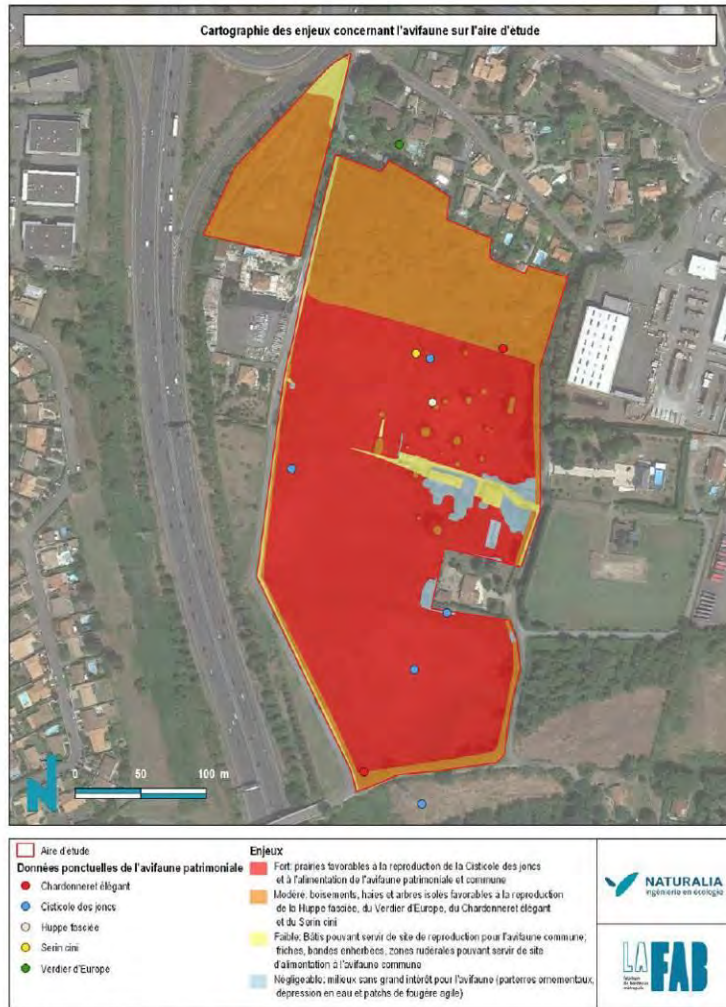 Cartographie des enjeux concernant l'avifaune sur l'aire d'étude
N
0 50 100 m
Aire d'étude
Données ponctuelles de l'avifaune patrimoniale
Chardonneret élégant
Cisticole des joncs
Huppe fasciée
Serin cini
Verdier d'Europe
Enjeux
Fort: prairies favorables à la reproduction de la Cisticole des joncs
et à l'alimentation de l'avifaune patrimoniale et commune
Modéré: boisements, haies et arbres isolés favorables à la reproduction
de la Huppe fasciée, du Verdier d'Europe, du Chardonneret élégant
et du Serin cini
Faible: Bâtis pouvant servir de site de reproduction pour l'avifaune commune;
friches, bandes enherbées, zones rudérales pouvant servir de site
d'alimentation à l'avifaune commune
Négligeable: milieux sans grand intérêt pour l'avifaune (parterres ornementaux,
depression en eau et patchs de fougère aigle)
NATURALIA
Ingénierie en écologie
LA FAB